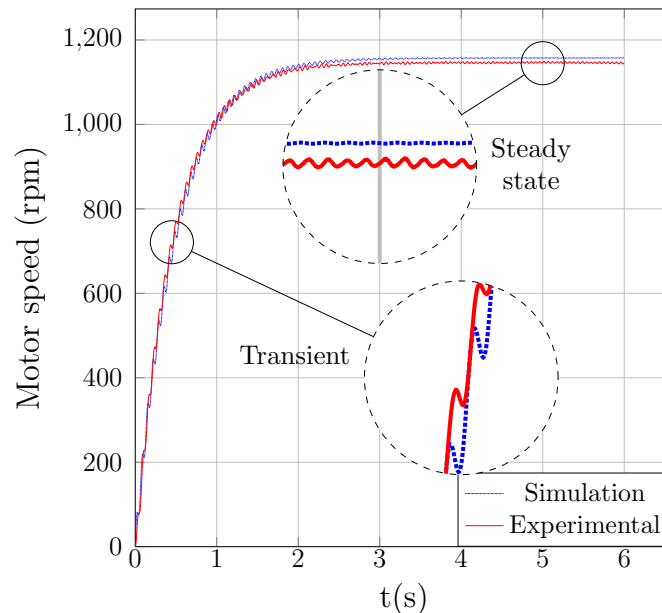 1,200
1,000
800
600
400
200
0
Motor speed (rpm)
Steady
state
Transient
Simulation
Experimental
0 1 2 3 4 5 6
t(s)